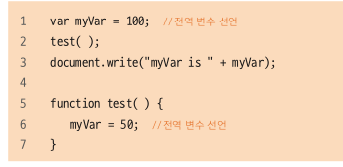 1 var myVar = 100; //전역 변수 선언
2 test( );
3 document.write("myVar is " + myVar);
4
5 function test( ) {
6 myVar = 50; //전역 변수 선언
7 }